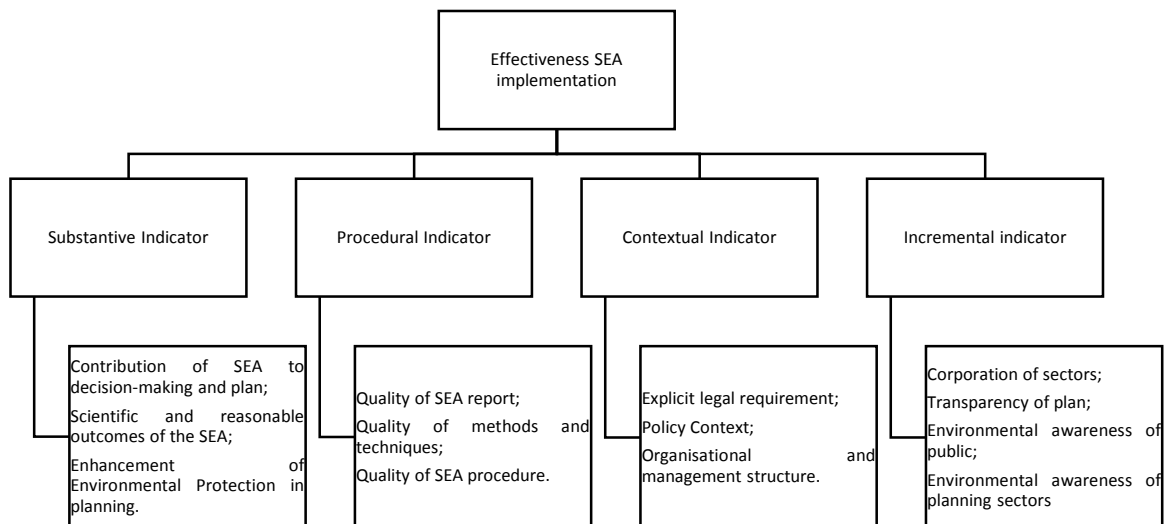 Effectiveness SEA
implementation
Substantive Indicator
Procedural Indicator
Contextual Indicator
Incremental indicator
Contribution of SEA to
decision-making and plan;
Scientific and reasonable
outcomes of the SEA;
Enhancement of
Environmental Protection in
planning.
Quality of SEA report;
Quality of methods and
techniques;
Quality of SEA procedure.
Explicit legal requirement;
Policy Context;
Organisational and
management structure.
Corporation of sectors;
Transparency of plan;
Environmental awareness of
public;
Environmental awareness of
planning sectors